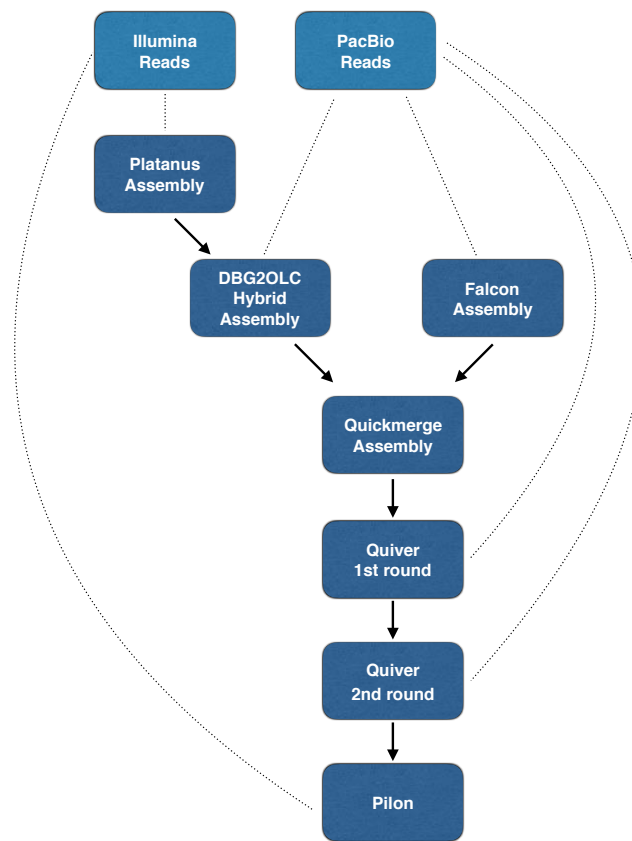 Illumina
Reads
PacBio
Reads
Platanus
Assembly
DBG2OLC
Hybrid
Assembly
Falcon
Assembly
Quickmerge
Assembly
Quiver
1st round
Quiver
2nd round
Pilon